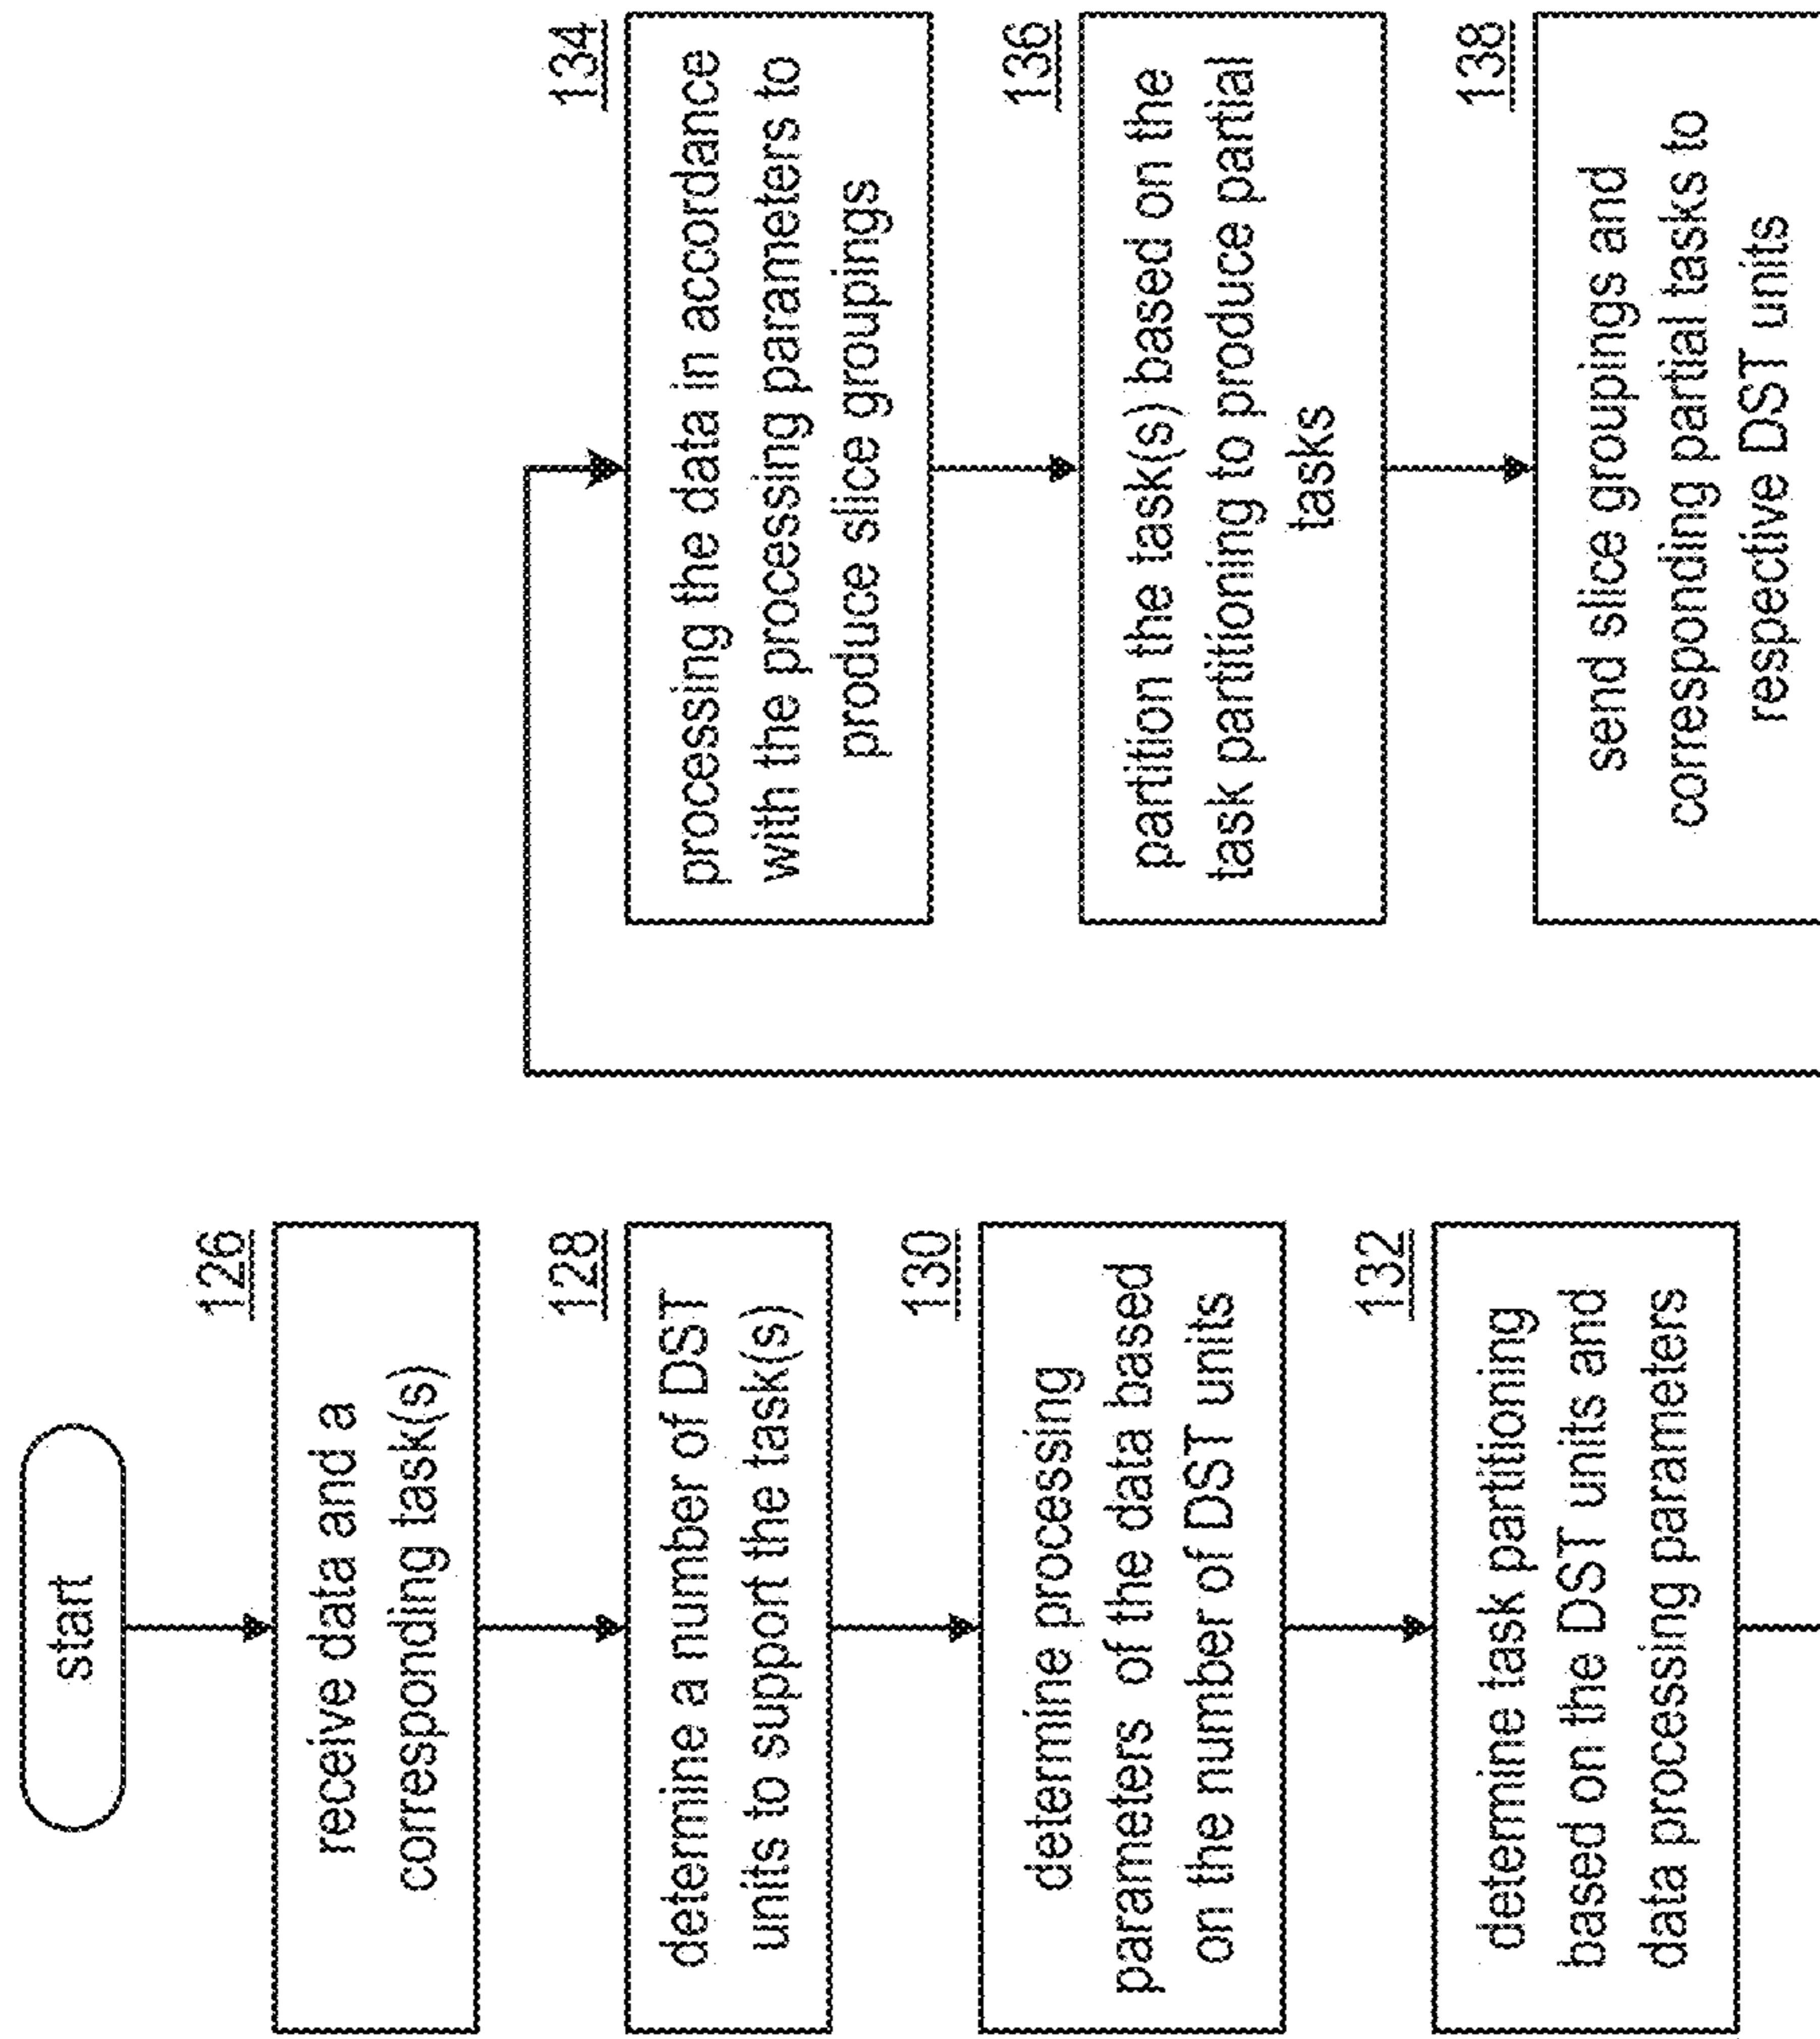 start
126
receive data and a
corresponding task(s)
128
determine a number of DST
units to support the task(s)
130
determine processing
parameters of the data based
on the number of DST units
132
determine task partitioning
based on the DST units and
data processing parameters
134
processing the data in accordance
with the processing parameters to
produce slice groupings
136
partition the task(s) based on the
task partitioning to produce partial
tasks
138
send slice groupings and
corresponding partial tasks to
respective DST units